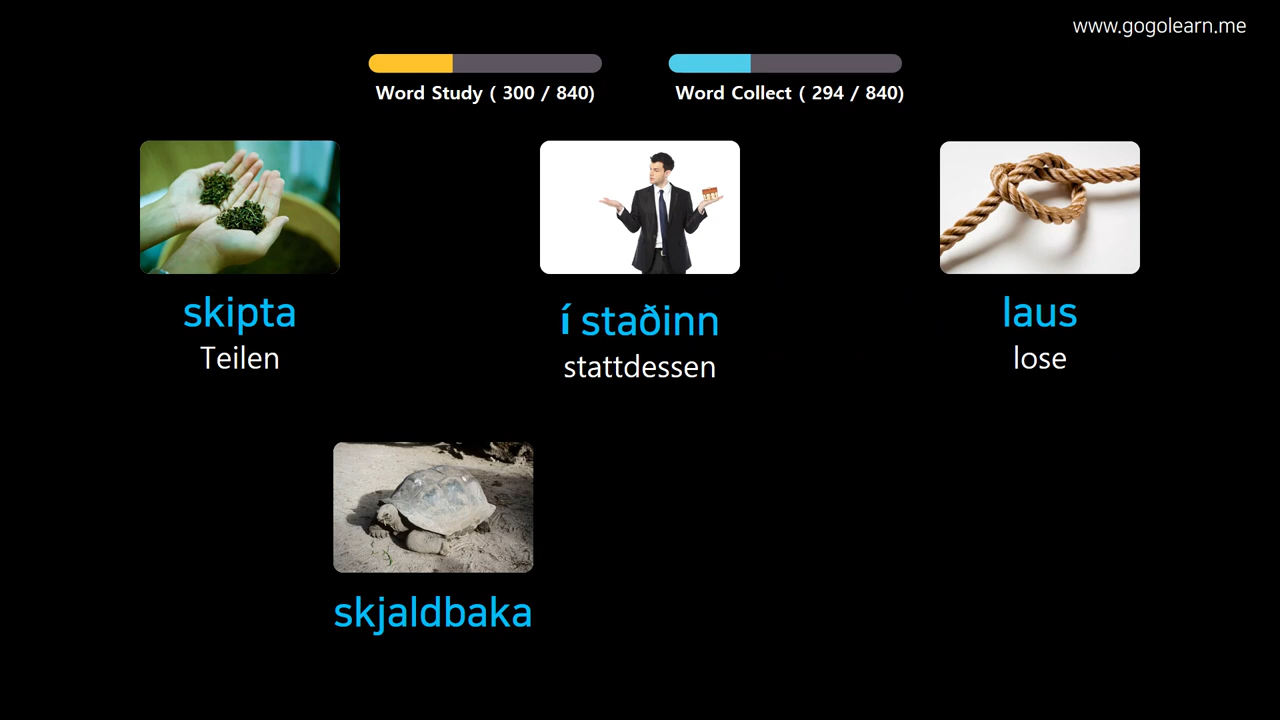 www.gogolearn.me
Word Study ( 300 / 840)
Word Collect ( 294 / 840)
skipta
Teilen
í staðinn
stattdessen
laus
lose
skjaldbaka